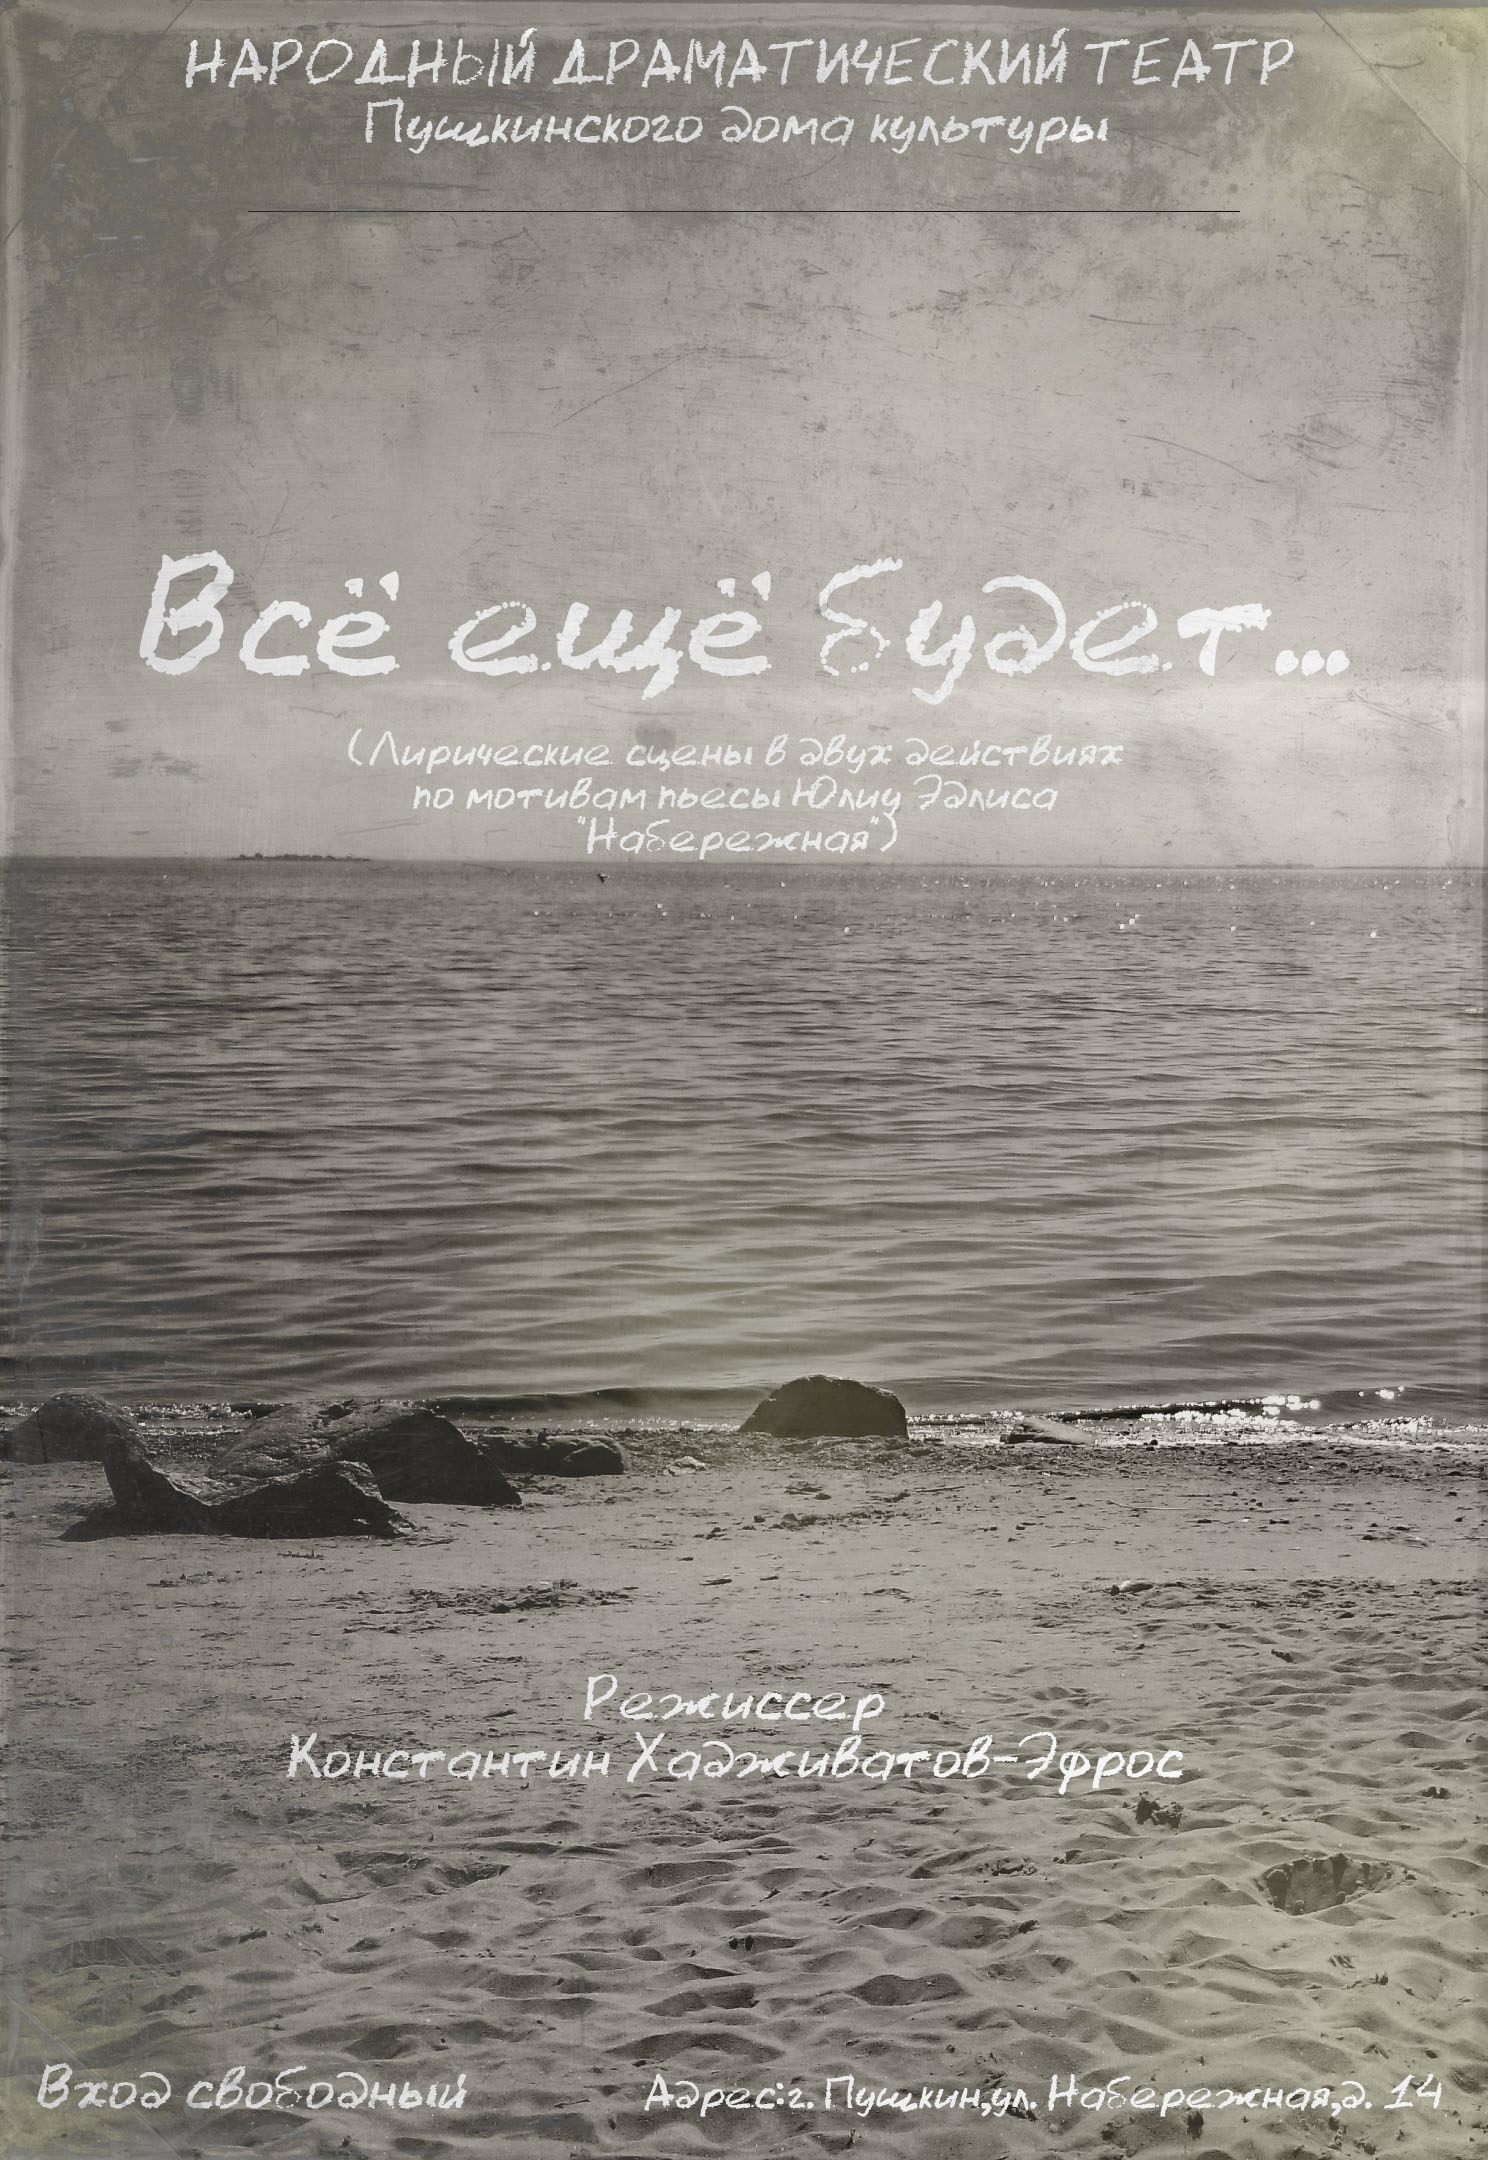 НАРОДНЫЙ ДРАМАТИЧЕСКИЙ ТЕАТР
Пушкинского дома культуры
Всё ещё будет...
(Лирические сцены в двух действиях
по мотивам пьесы Юлиу Эдлиса
"Набережная")
Режиссер
Константин Хадживатов-Эфрос
Вход свободный
Адрес:г. Пушкин,ул. Набережная,д. 14